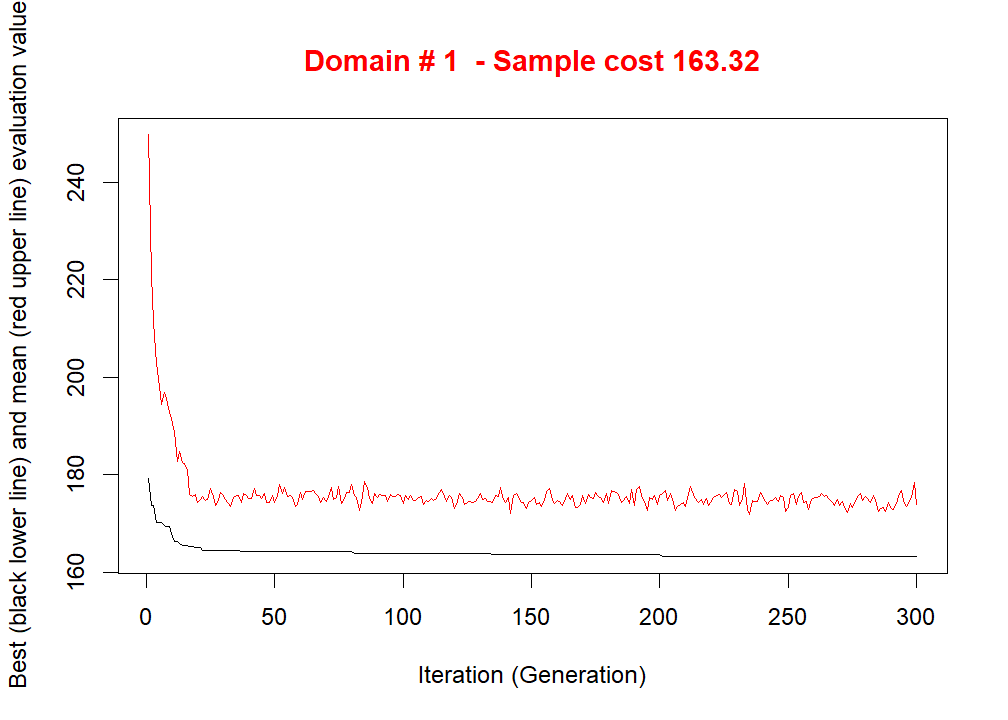 Domain # 1  - Sample cost 163.32
Best (black lower line) and mean (red upper line) evaluation value
240
220
200
180
160
0 50 100 150 200 250 300
Iteration (Generation)